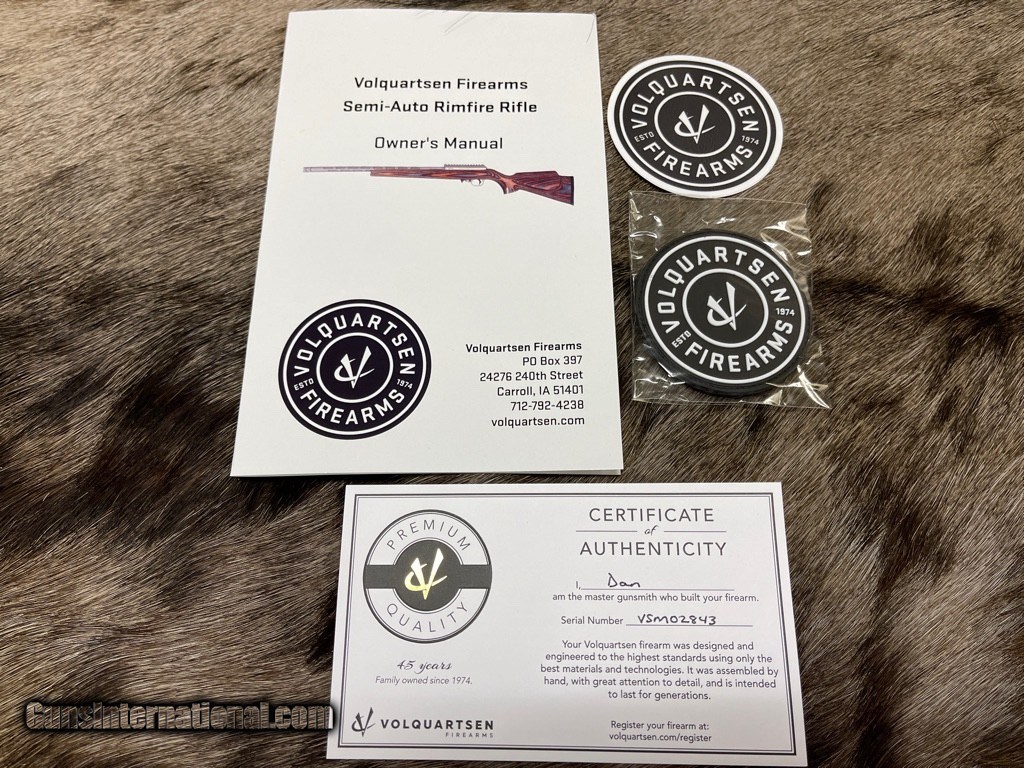 Volquartsen Firearms
Semi-Auto Rimfire Rifle
Owner's Manual
VOLQUARTSEN
ESTD 1974
FIREARMS
Volquartsen Firearms
PO Box 397
24276 240th Street
Carroll, IA 51401
712-792-4238
volquartsen.com
VOLQUARTSEN
ESTD 1974
FIREARMS
VOLQUARTSEN
ESTD 1974
FIREARMS
PREMIUM
QUALITY
45 years
Family owned since 1974.
VOLQUARTSEN
FIREARMS
CERTIFICATE
of
AUTHENTICITY
I, Dan
am the master gunsmith who built your firearm.
Serial Number VSM02843
Your Volquartsen firearm was designed and
engineered to the highest standards using only the
best materials and technologies. It was assembled by
hand, with great attention to detail, and is intended
to last for generations.
Register your firearm at:
volquartsen.com/register
GunsInternational.com